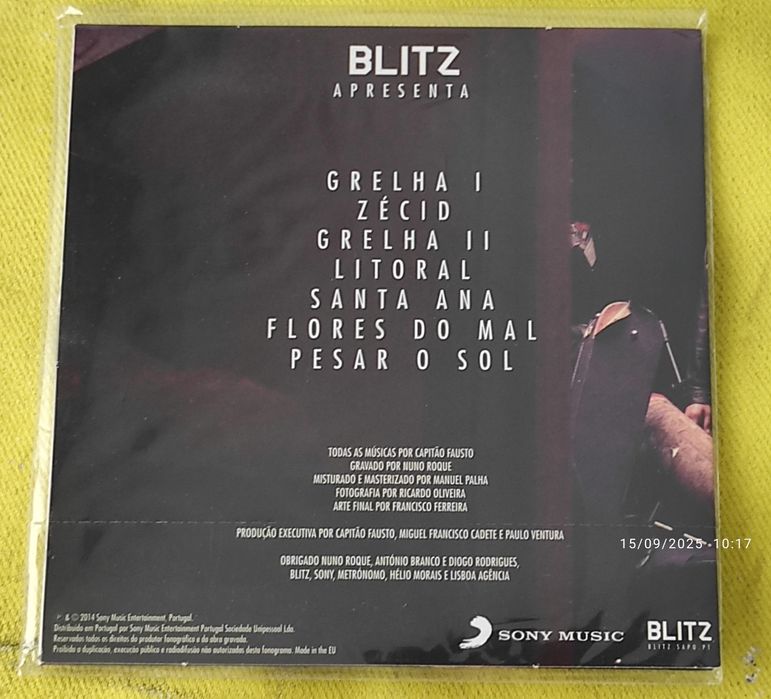 BLITZ
APRESENTA
GRELHA I
ZÉCID
GRELHA II
LITORAL
SANTA ANA
FLORES DO MAL
PESAR O SOL
TODAS AS MÚSICAS POR CAPITÃO FAUSTO
GRAVADO POR NUNO ROQUE
MISTURADO E MASTERIZADO POR MANUEL PALHA
FOTOGRAFIA POR RICARDO OLIVEIRA
ARTE FINAL POR FRANCISCO FERREIRA
PRODUÇÃO EXECUTIVA POR CAPITÃO FAUSTO, MIGUEL FRANCISCO CADETE E PAULO VENTURA
15/09/2025 10:17
OBRIGADO NUNO ROQUE, ANTÓNIO BRANCO E DIOGO RODRIGUES,
BLITZ, SONY, METRÓNOMO, HÉLIO MORAIS E LISBOA AGÊNCIA
℗ & © 2014 Sony Music Entertainment, Portugal.
Distribuido em Portugal por Sony Music Entertainment Portugal Sociedade Unipessoal Lda.
Reservados todos os direitos do produtor fonográfico e da obra gravada.
Proibida a duplicação, execução pública e radiodifusão não autorizadas deste fonograma. Made in the EU
SONY MUSIC
BLITZ
BLITZ SAPO PT